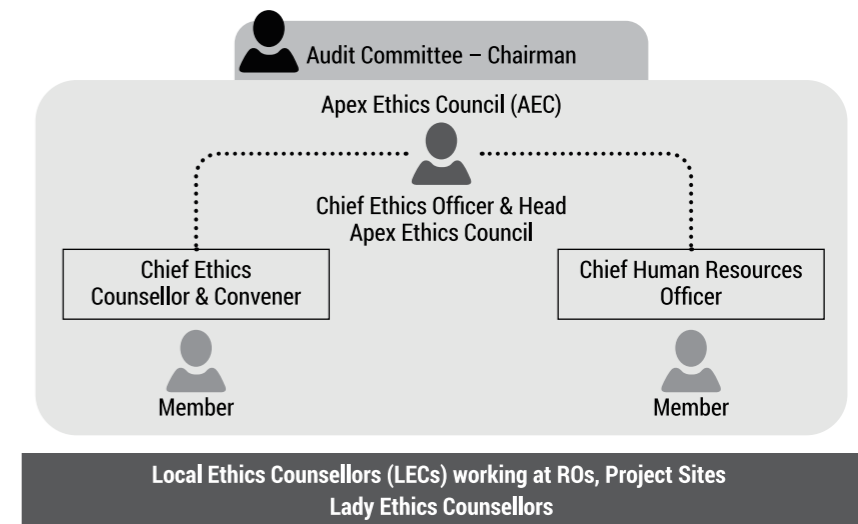 Audit Committee – Chairman
Apex Ethics Council (AEC)
Chief Ethics Officer & Head
Apex Ethics Council
Chief Ethics
Counsellor & Convener
Member
Chief Human Resources
Officer
Member
Local Ethics Counsellors (LECs) working at ROs, Project Sites
Lady Ethics Counsellors